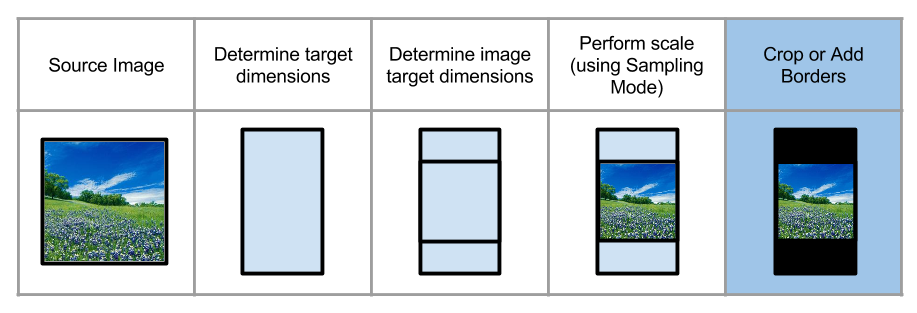 Source Image
Determine target
dimensions
Determine image
target dimensions
Perform scale
(using Sampling
Mode)
Crop or Add
Borders